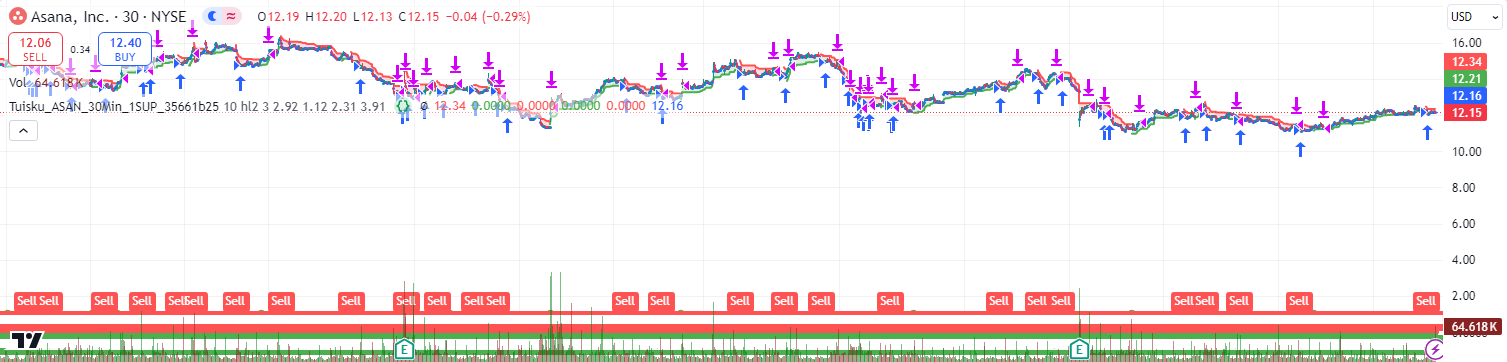 Asana, Inc. · 30 · NYSE O12.19 H12.20 L12.13 C12.15 −0.04 (−0.29%)
USD
12.06 SELL
0.34
12.40 BUY
16.00
12.34
Vol 64.618K
12.21
Tuisku_ASAN_30Min_1SUP_35661b25 10 hl2 3 2.92 1.12 2.31 3.91 Ø 12.34 0.0000 0.0000 0.0000 0.0000 12.16
12.16
12.15
10.00
8.00
6.00
4.00
2.00
Sell Sell Sell Sell Sell Sell Sell Sell Sell Sell Sell Sell Sell Sell Sell Sell Sell Sell Sell Sell Sell Sell Sell Sell Sell Sell Sell
64.618K
E E